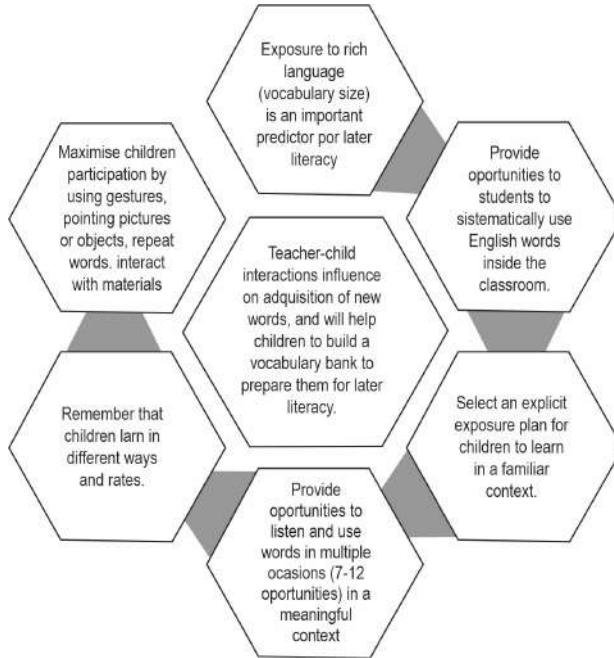 Exposure to rich
language
(vocabulary size)
is an important
predictor por later
literacy
Provide
oportunities to
students to
sistematically use
English words
inside the
classroom.
Select an explicit
exposure plan for
children to learn
in a familiar
context.
Provide
oportunities to
listen and use
words in multiple
ocasions (7-12
oportunities) in a
meaningful
context
Remember that
children larn in
different ways
and rates.
Maximise children
participation by
using gestures,
pointing pictures
or objects, repeat
words. interact
with materials
Teacher-child
interactions influence
on adquisition of new
words, and will help
children to build a
vocabulary bank to
prepare them for later
literacy.